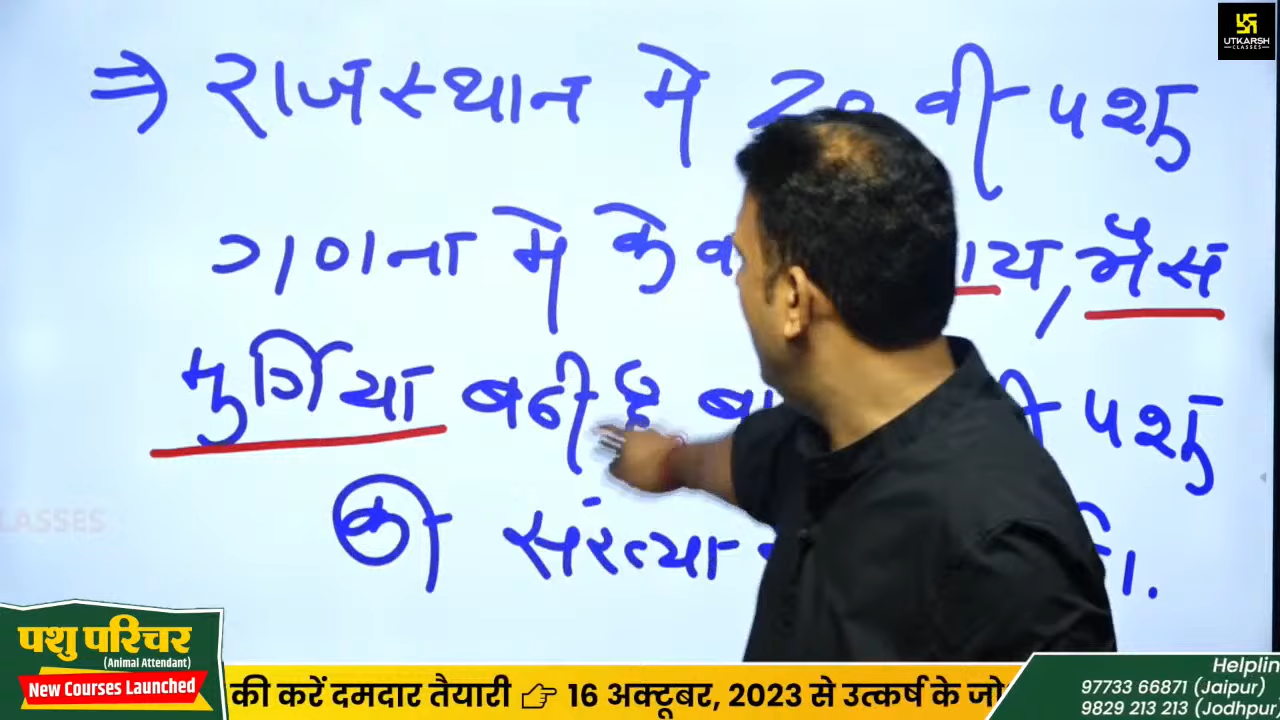 ⇒ राजस्थान मे 20 वी पशु
गणना मे के य, भैस
मुर्गिया बढी है पशु
की संख्या
UTKARSH
CLASSES
LASSES
पशु परिचर
(Animal Attendant)
New Courses Launched
की करें दमदार तैयारी 👉 16 अक्टूबर, 2023 से उत्कर्ष के जो
Helplin
97733 66871 (Jaipur)
9829 213 213 (Jodhpur